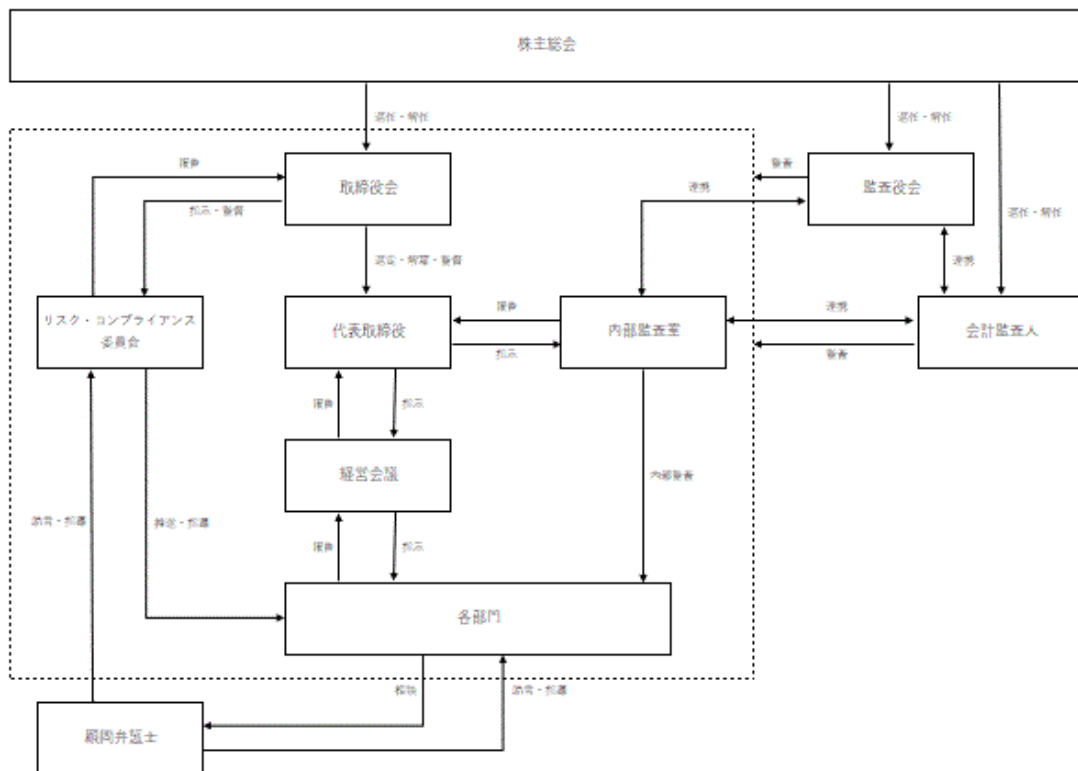 株主総会
選任・解任
選任・解任
選任・解任
報告
取締役会
監査
監査役会
連携
指示・監督
選定・解職・監督
連携
リスク・コンプライアンス
委員会
報告
代表取締役
指示
内部監査室
連携
監査
会計監査人
報告
指示
経営会議
内部監査
助言・指導
推進・指導
報告
指示
各部門
相談
助言・指導
顧問弁護士